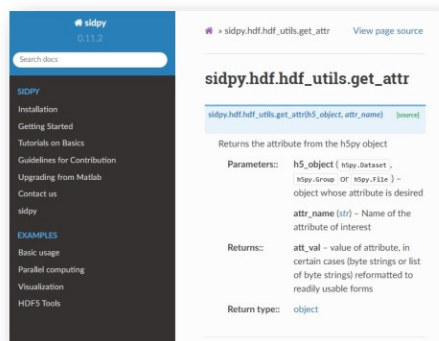 sidpy
0.11.2
Search docs
SIDPY
Installation
Getting Started
Tutorials on Basics
Guidelines for Contribution
Upgrading from Matlab
Contact us
sidpy
EXAMPLES
Basic usage
Parallel computing
Visualization
HDF5 Tools
» sidpy.hdf.hdf_utils.get_attr View page source
sidpy.hdf.hdf_utils.get_attr
sidpy.hdf.hdf_utils.get_attr(h5_object, attr_name) [source]
Returns the attribute from the h5py object
Parameters:: h5_object ( h5py.Dataset ,
h5py.Group or h5py.File ) –
object whose attribute is desired
attr_name (str) – Name of the
attribute of interest
Returns:: att_val – value of attribute, in
certain cases (byte strings or list
of byte strings) reformatted to
readily usable forms
Return type:: object